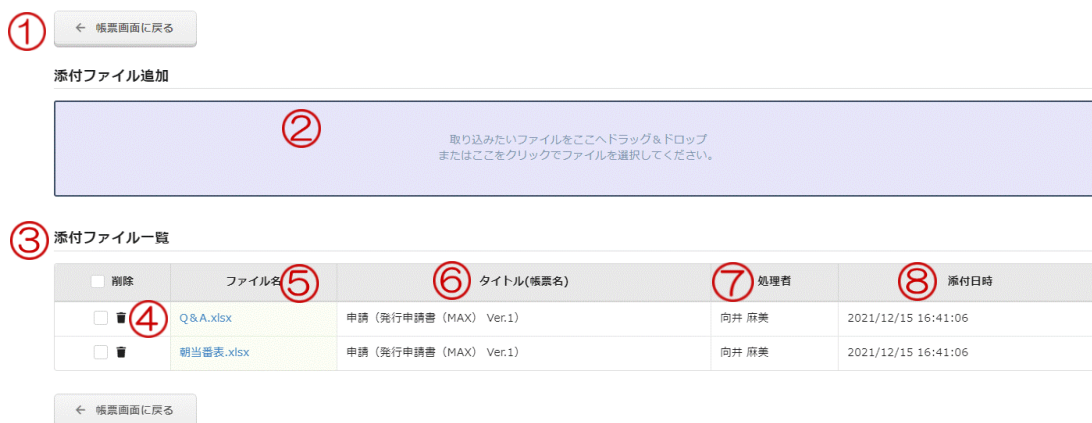 ① ← 帳票画面に戻る
添付ファイル追加
②
取り込みたいファイルをここへドラッグ＆ドロップ
またはここをクリックでファイルを選択してください。
③ 添付ファイル一覧
削除 ファイル名 ⑤ ⑥ タイトル(帳票名) ⑦ 処理者 ⑧ 添付日時
④ Q&A.xlsx 申請（発行申請書（MAX） Ver.1） 向井 麻美 2021/12/15 16:41:06
朝当番表.xlsx 申請（発行申請書（MAX） Ver.1） 向井 麻美 2021/12/15 16:41:06
← 帳票画面に戻る